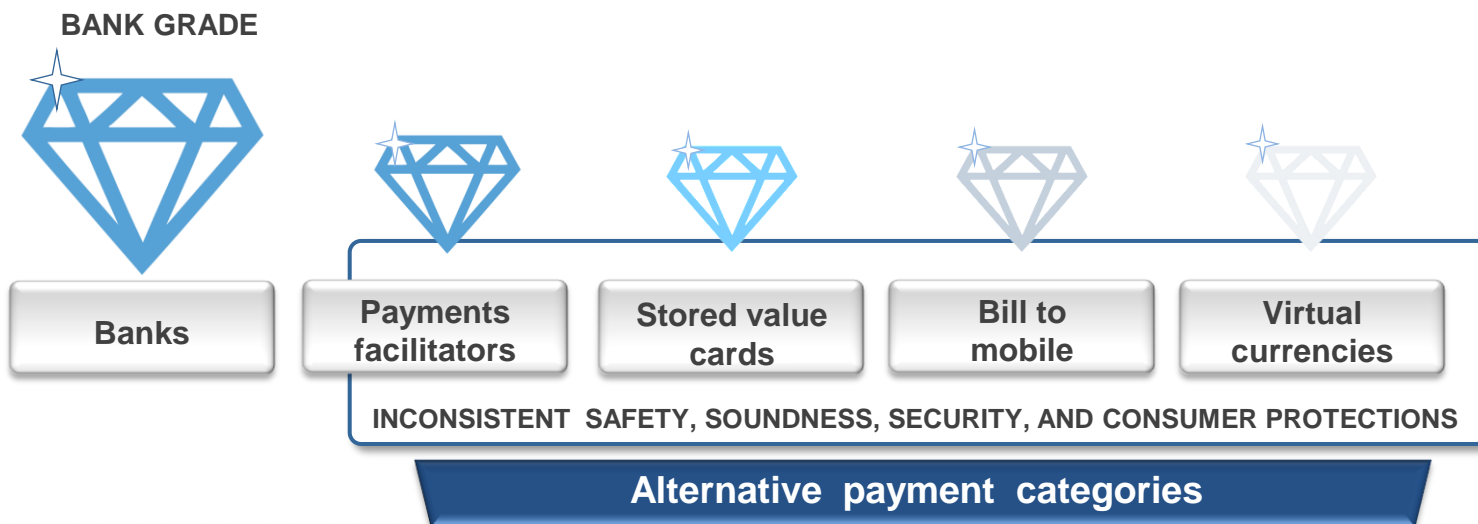 BANK GRADE
Banks
Payments
facilitators
Stored value
cards
Bill to
mobile
Virtual
currencies
INCONSISTENT SAFETY, SOUNDNESS, SECURITY, AND CONSUMER PROTECTIONS
Alternative payment categories